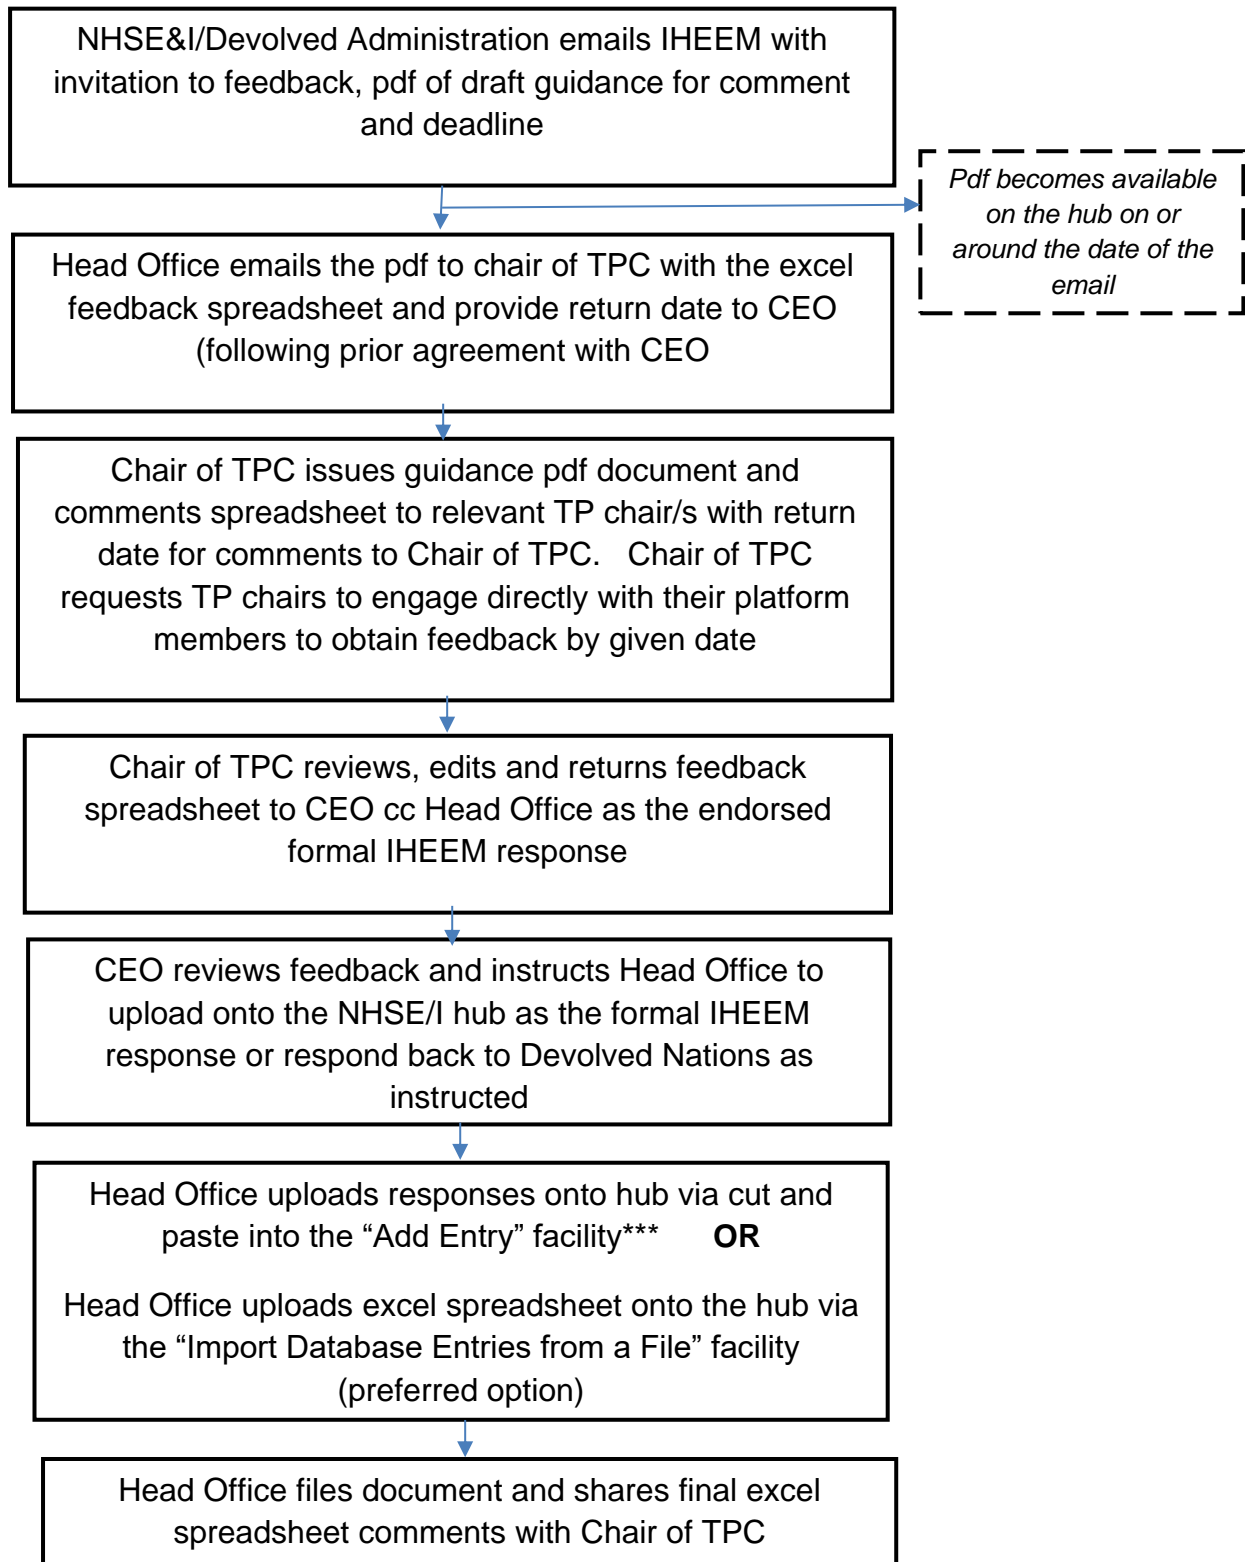 NHSE&I/Devolved Administration emails IHEEM with
invitation to feedback, pdf of draft guidance for comment
and deadline
Pdf becomes available
on the hub on or
around the date of the
email
Head Office emails the pdf to chair of TPC with the excel
feedback spreadsheet and provide return date to CEO
(following prior agreement with CEO
Chair of TPC issues guidance pdf document and
comments spreadsheet to relevant TP chair/s with return
date for comments to Chair of TPC.   Chair of TPC
requests TP chairs to engage directly with their platform
members to obtain feedback by given date
Chair of TPC reviews, edits and returns feedback
spreadsheet to CEO cc Head Office as the endorsed
formal IHEEM response
CEO reviews feedback and instructs Head Office to
upload onto the NHSE/I hub as the formal IHEEM
response or respond back to Devolved Nations as
instructed
Head Office uploads responses onto hub via cut and
paste into the “Add Entry” facility***     OR
Head Office uploads excel spreadsheet onto the hub via
the “Import Database Entries from a File” facility
(preferred option)
Head Office files document and shares final excel
spreadsheet comments with Chair of TPC